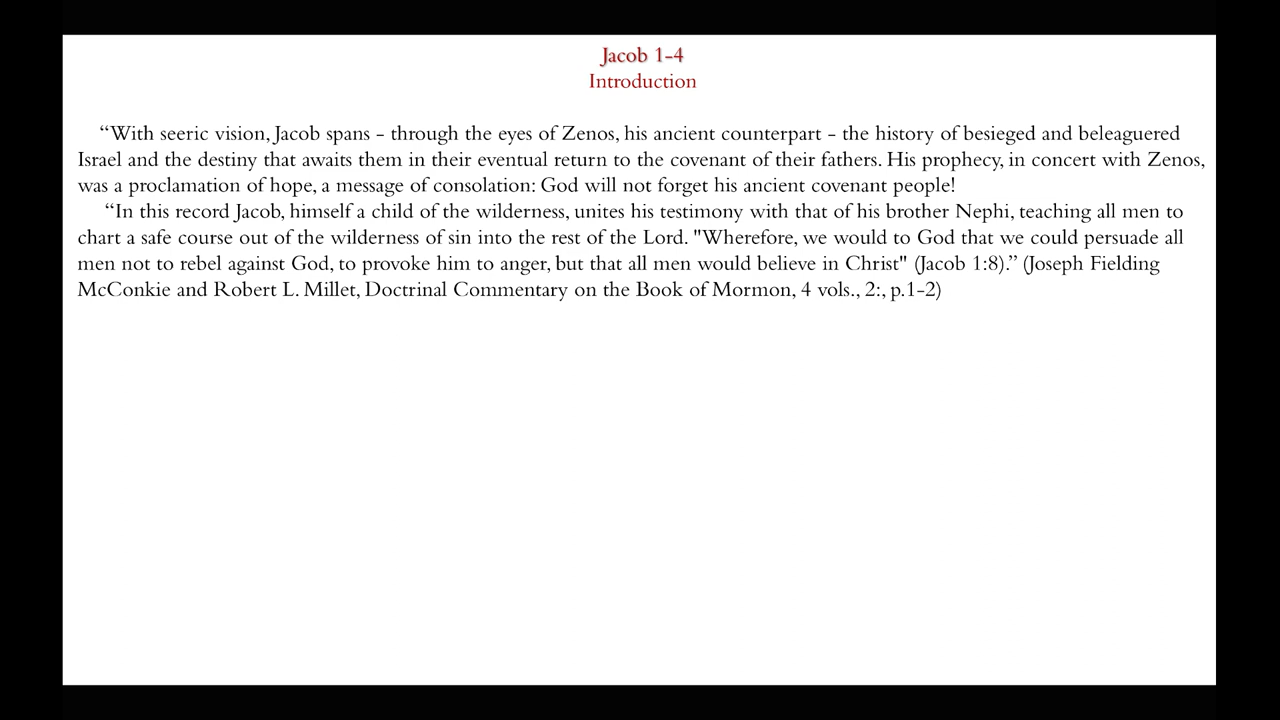 Jacob 1-4
Introduction
“With seeric vision, Jacob spans - through the eyes of Zenos, his ancient counterpart - the history of besieged and beleaguered
Israel and the destiny that awaits them in their eventual return to the covenant of their fathers. His prophecy, in concert with Zenos,
was a proclamation of hope, a message of consolation: God will not forget his ancient covenant people!
“In this record Jacob, himself a child of the wilderness, unites his testimony with that of his brother Nephi, teaching all men to
chart a safe course out of the wilderness of sin into the rest of the Lord. "Wherefore, we would to God that we could persuade all
men not to rebel against God, to provoke him to anger, but that all men would believe in Christ" (Jacob 1:8).” (Joseph Fielding
McConkie and Robert L. Millet, Doctrinal Commentary on the Book of Mormon, 4 vols., 2:, p.1-2)